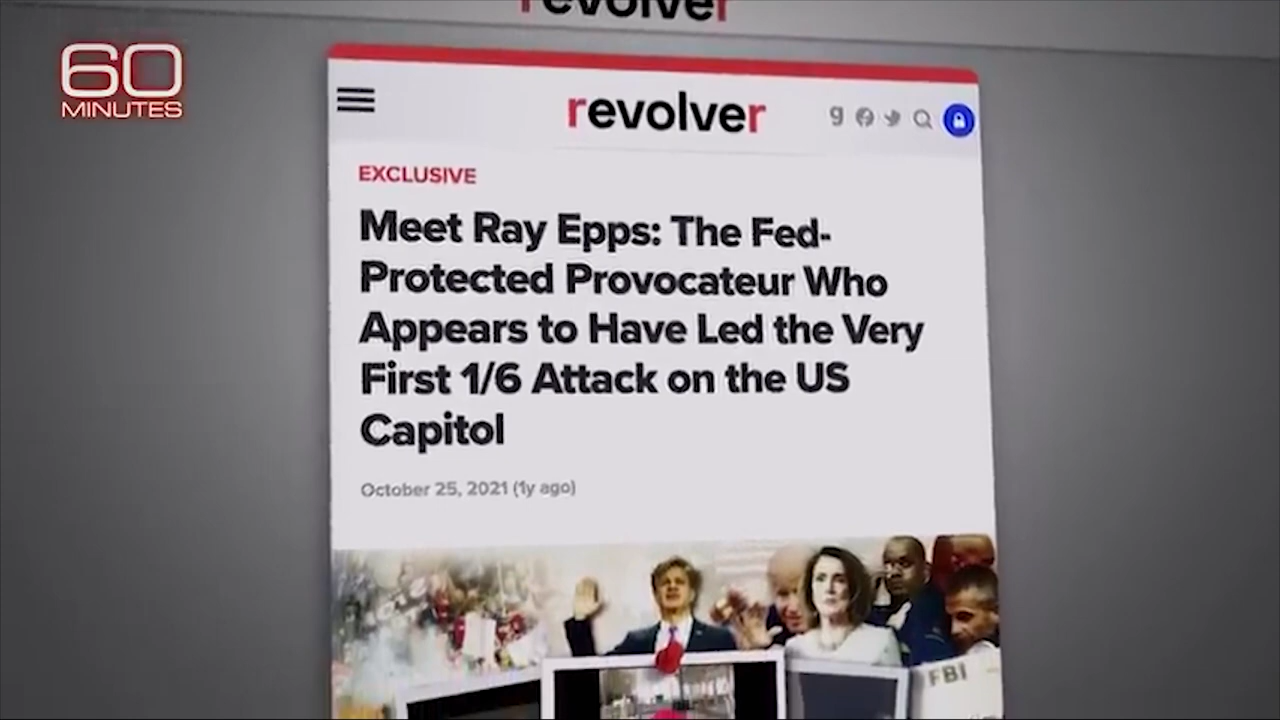 revolver
60
MINUTES
revolver
g
EXCLUSIVE
Meet Ray Epps: The Fed-
Protected Provocateur Who
Appears to Have Led the Very
First 1/6 Attack on the US
Capitol
October 25, 2021 (1y ago)
FBI